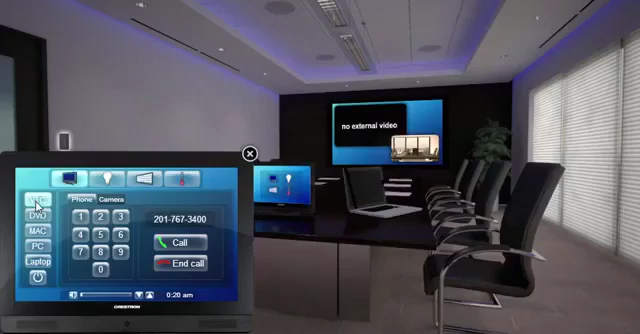 no external video
VTC
DVD
MAC
PC
Laptop
Phone
Camera
1 2 3
4 5 6
7 8 9
0
201-767-3400
Call
End call
0:20 am
CRESTRON